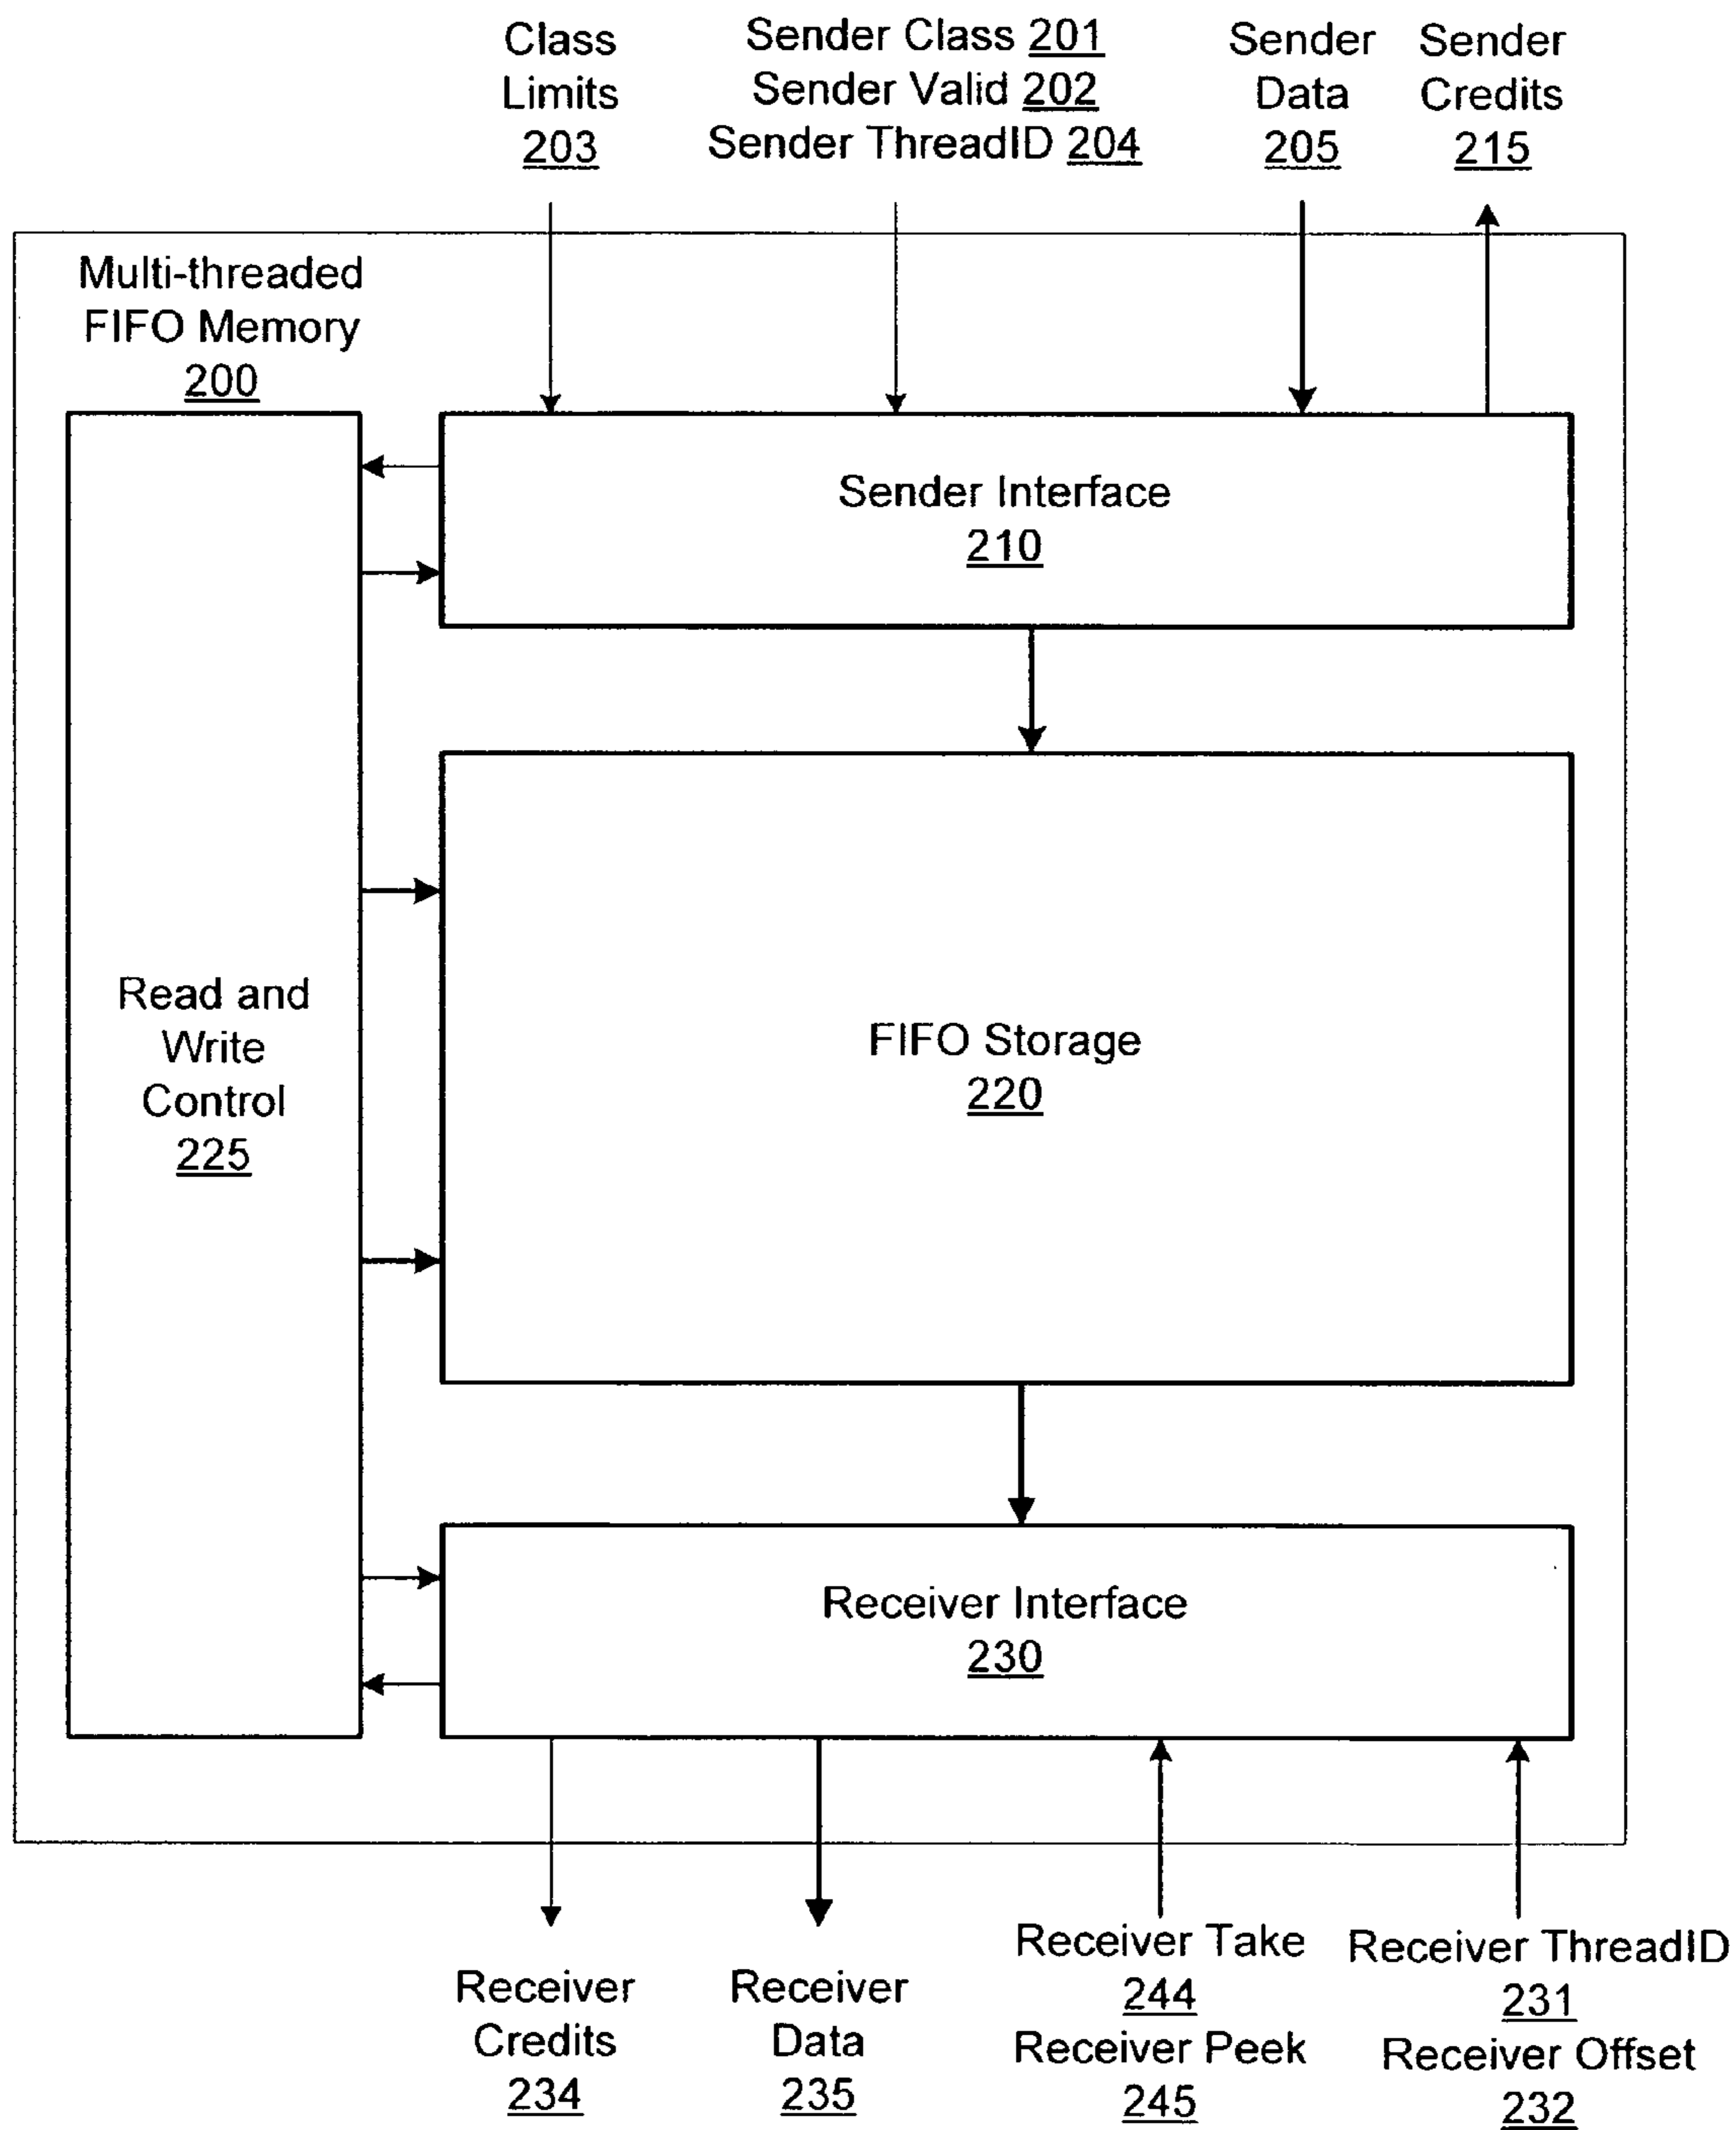 Class
Limits
203
Sender Class 201
Sender Valid 202
Sender ThreadID 204
Sender
Data
205
Sender
Credits
215
Multi-threaded
FIFO Memory
200
Sender Interface
210
Read and
Write
Control
225
FIFO Storage
220
Receiver Interface
230
Receiver
Credits
234
Receiver
Data
235
Receiver Take
244
Receiver Peek
245
Receiver ThreadID
231
Receiver Offset
232